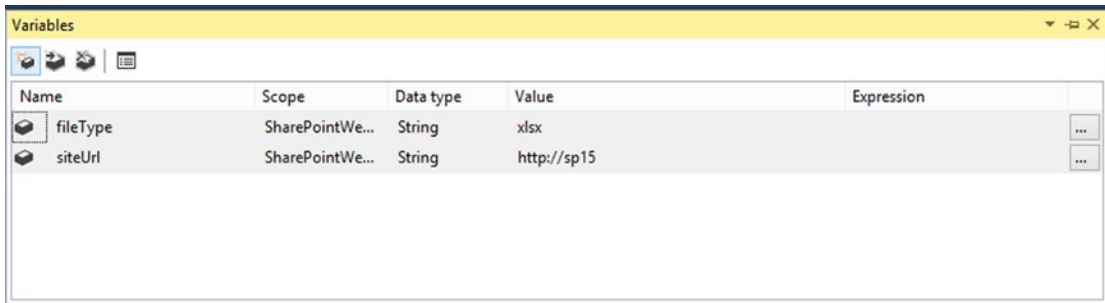 Variables
Name Scope Data type Value Expression
fileType SharePointWe... String xlsx ...
siteUrl SharePointWe... String http://sp15 ...